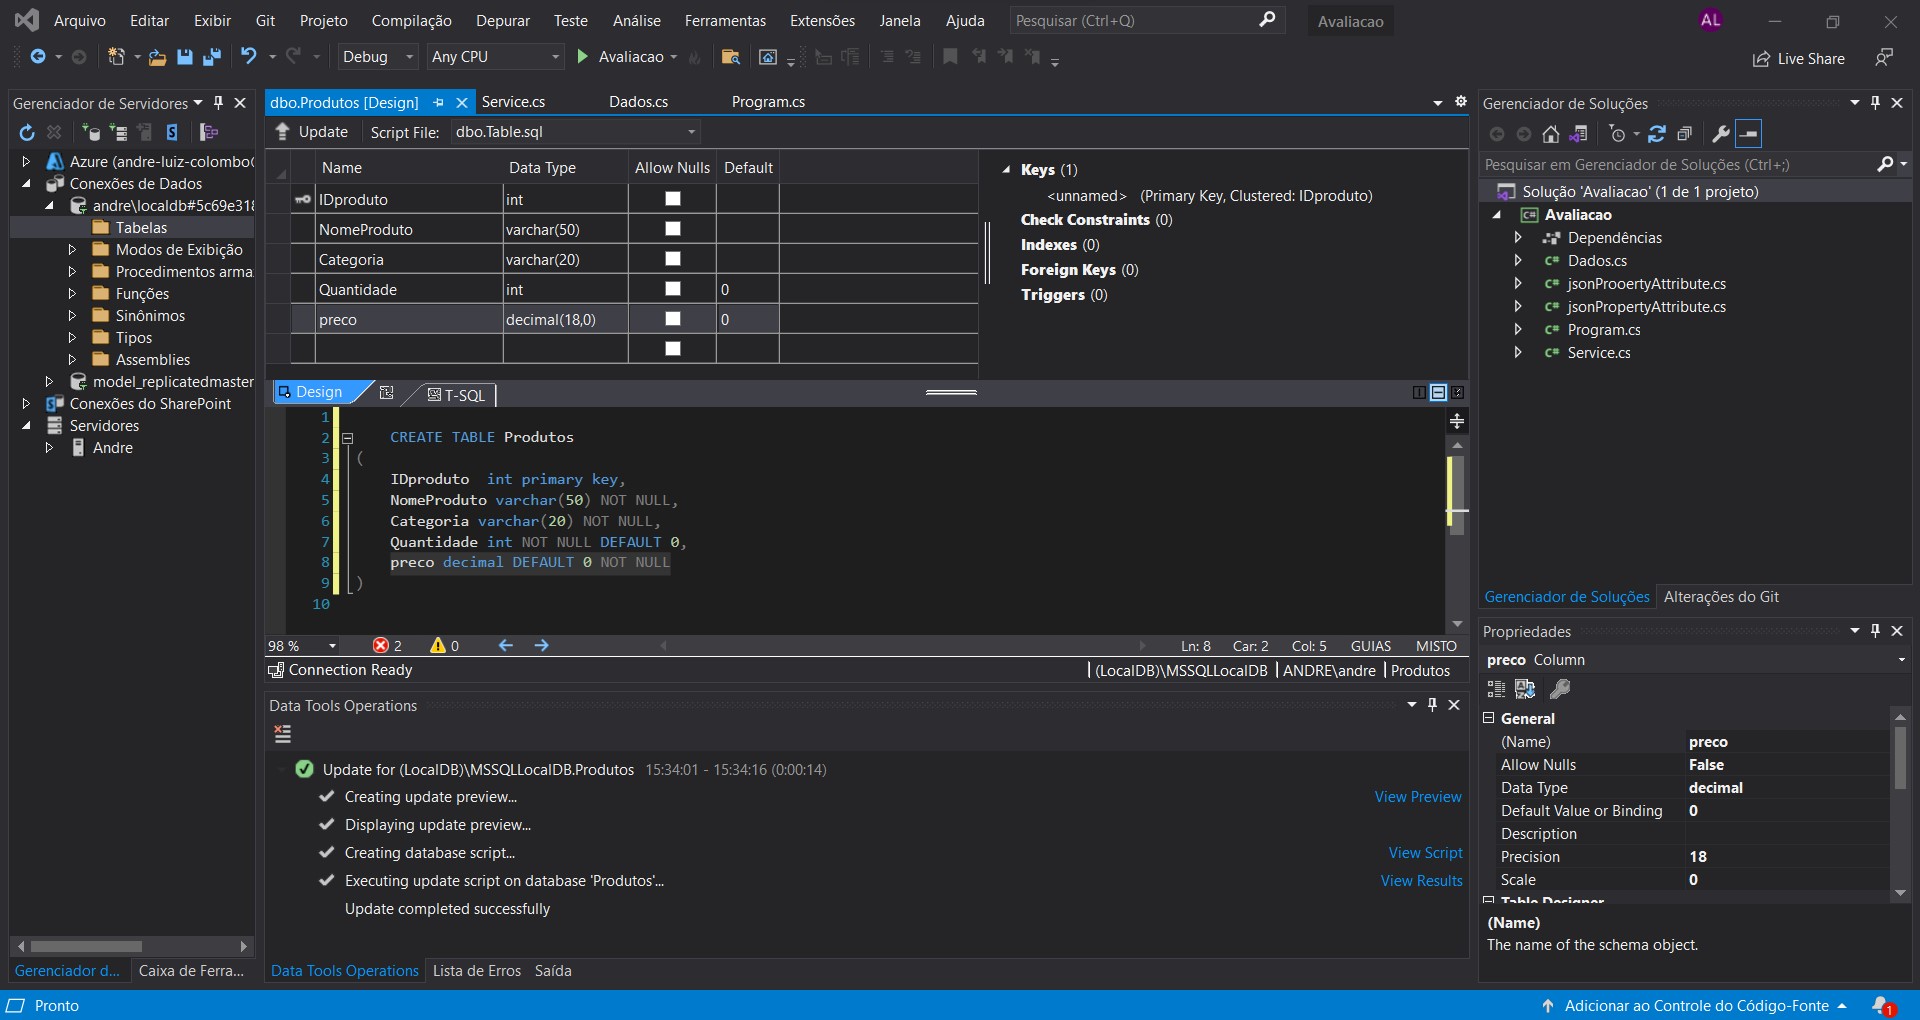 Arquivo Editar Exibir Git Projeto Compilação Depurar Teste Análise Ferramentas Extensões Janela Ajuda Pesquisar (Ctrl+Q) Avaliacao AL
Debug Any CPU Avaliacao Live Share
Gerenciador de Servidores
Azure (andre-luiz-colombo
Conexões de Dados
andre\localdb#5c69e318
Tabelas
Modos de Exibição
Procedimentos arma
Funções
Sinônimos
Tipos
Assemblies
model_replicatedmaster
Conexões do SharePoint
Servidores
Andre
Gerenciador d... Caixa de Ferra...
dbo.Produtos [Design] Service.cs Dados.cs Program.cs
Update Script File: dbo.Table.sql
Name Data Type Allow Nulls Default
IDproduto int
NomeProduto varchar(50)
Categoria varchar(20)
Quantidade int 0
preco decimal(18,0) 0
Keys (1)
<unnamed> (Primary Key, Clustered: IDproduto)
Check Constraints (0)
Indexes (0)
Foreign Keys (0)
Triggers (0)
Design T-SQL
1
2 CREATE TABLE Produtos
3 (
4 IDproduto int primary key,
5 NomeProduto varchar(50) NOT NULL,
6 Categoria varchar(20) NOT NULL,
7 Quantidade int NOT NULL DEFAULT 0,
8 preco decimal DEFAULT 0 NOT NULL
9 )
10
98 % 2 0 Ln: 8 Car: 2 Col: 5 GUIAS MISTO
Connection Ready (LocalDB)\MSSQLLocalDB ANDRE\andre Produtos
Data Tools Operations
Update for (LocalDB)\MSSQLLocalDB.Produtos 15:34:01 - 15:34:16 (0:00:14)
Creating update preview... View Preview
Displaying update preview...
Creating database script... View Script
Executing update script on database 'Produtos'... View Results
Update completed successfully
Data Tools Operations Lista de Erros Saída
Gerenciador de Soluções
Pesquisar em Gerenciador de Soluções (Ctrl+;)
Solução 'Avaliacao' (1 de 1 projeto)
Avaliacao
Dependências
Dados.cs
jsonProoertyAttribute.cs
jsonPropertyAttribute.cs
Program.cs
Service.cs
Gerenciador de Soluções Alterações do Git
Propriedades
preco Column
General
(Name) preco
Allow Nulls False
Data Type decimal
Default Value or Binding 0
Description
Precision 18
Scale 0
Table Designer
(Name)
The name of the schema object.
Pronto Adicionar ao Controle do Código-Fonte 1